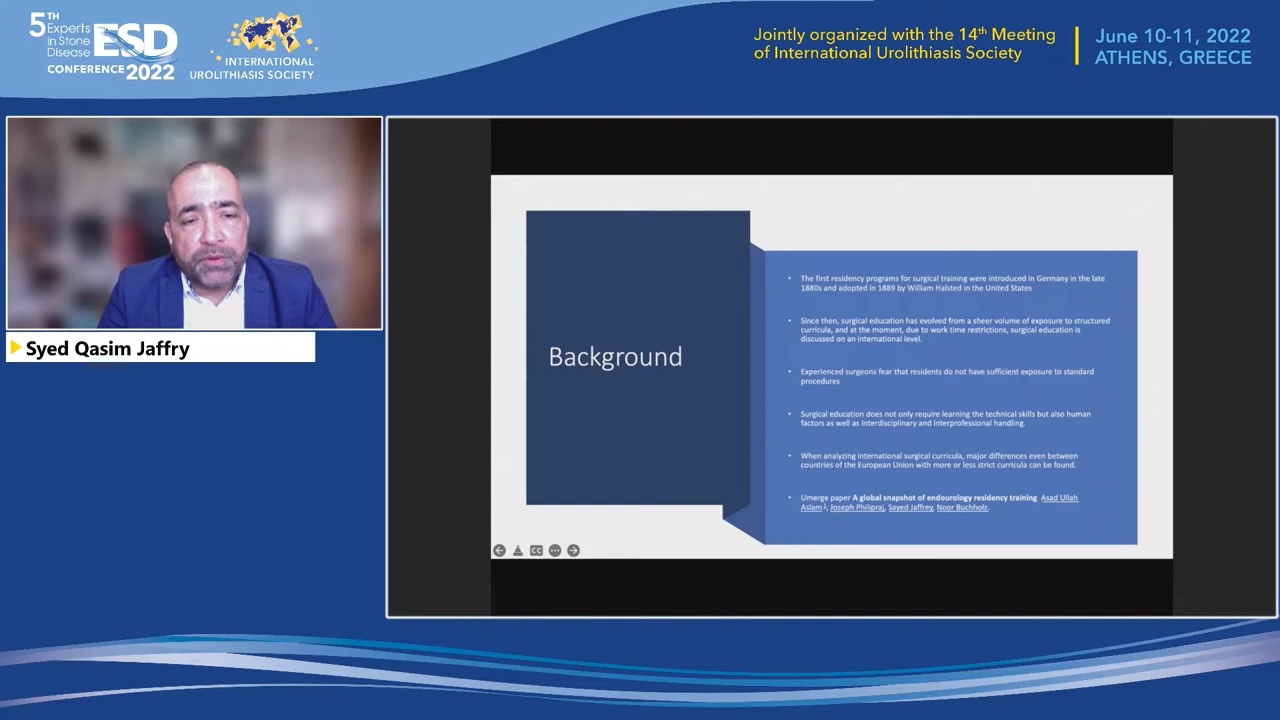 5TH
Experts
in Stone
Disease
ESD
CONFERENCE 2022
INTERNATIONAL
UROLITHIASIS SOCIETY
Jointly organized with the 14th Meeting
of International Urolithiasis Society
June 10-11, 2022
ATHENS, GREECE
Syed Qasim Jaffry
Background
• The first residency programs for surgical training were introduced in Germany in the late
1880s and adopted in 1889 by William Halsted in the United States
• Since then, surgical education has evolved from a sheer volume of exposure to structured
curricula, and at the moment, due to work time restrictions, surgical education is
discussed on an international level.
• Experienced surgeons fear that residents do not have sufficient exposure to standard
procedures
• Surgical education does not only require learning the technical skills but also human
factors as well as interdisciplinary and interprofessional handling.
• When analyzing international surgical curricula, major differences even between
countries of the European Union with more or less strict curricula can be found.
• Umerge paper A global snapshot of endourology residency training Asad Ullah
Aslam 1, Joseph Philipraj, Sayed Jaffrey, Noor Buchholz.
CC